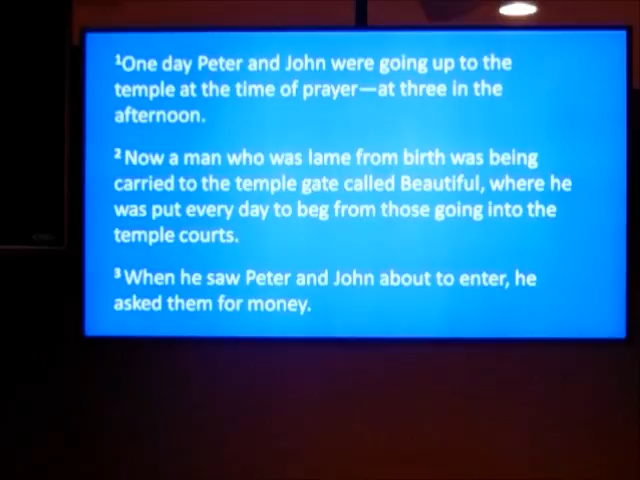 ¹One day Peter and John were going up to the
temple at the time of prayer—at three in the
afternoon.
² Now a man who was lame from birth was being
carried to the temple gate called Beautiful, where he
was put every day to beg from those going into the
temple courts.
³ When he saw Peter and John about to enter, he
asked them for money.